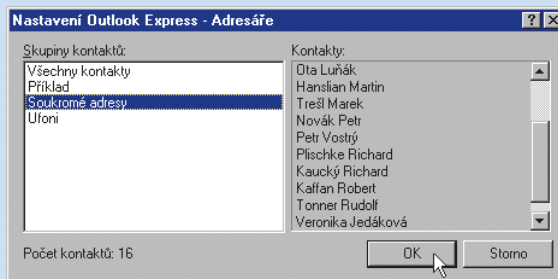 Nastavení Outlook Express - Adresáře
Skupiny kontaktů:
Všechny kontakty
Příklad
Soukromé adresy
Ufoni
Kontakty:
Ota Luňák
Hanslian Martin
Trešl Marek
Novák Petr
Petr Vostrý
Plischke Richard
Kaucký Richard
Kaffan Robert
Tonner Rudolf
Veronika Jedáková
Počet kontaktů: 16
OK
Storno